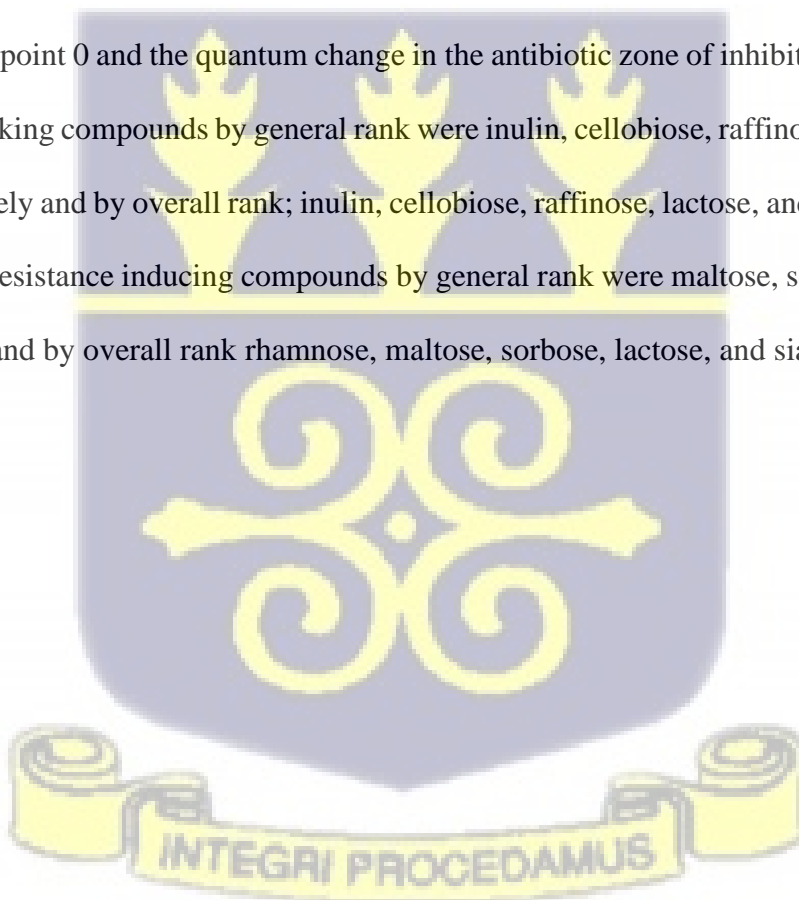 point 0 and the quantum change in the antibiotic zone of inhibit
king compounds by general rank were inulin, cellobiose, raffino
ely and by overall rank; inulin, cellobiose, raffinose, lactose, and
esistance inducing compounds by general rank were maltose, s
and by overall rank rhamnose, maltose, sorbose, lactose, and sia
INTEGRI PROCEDAMUS